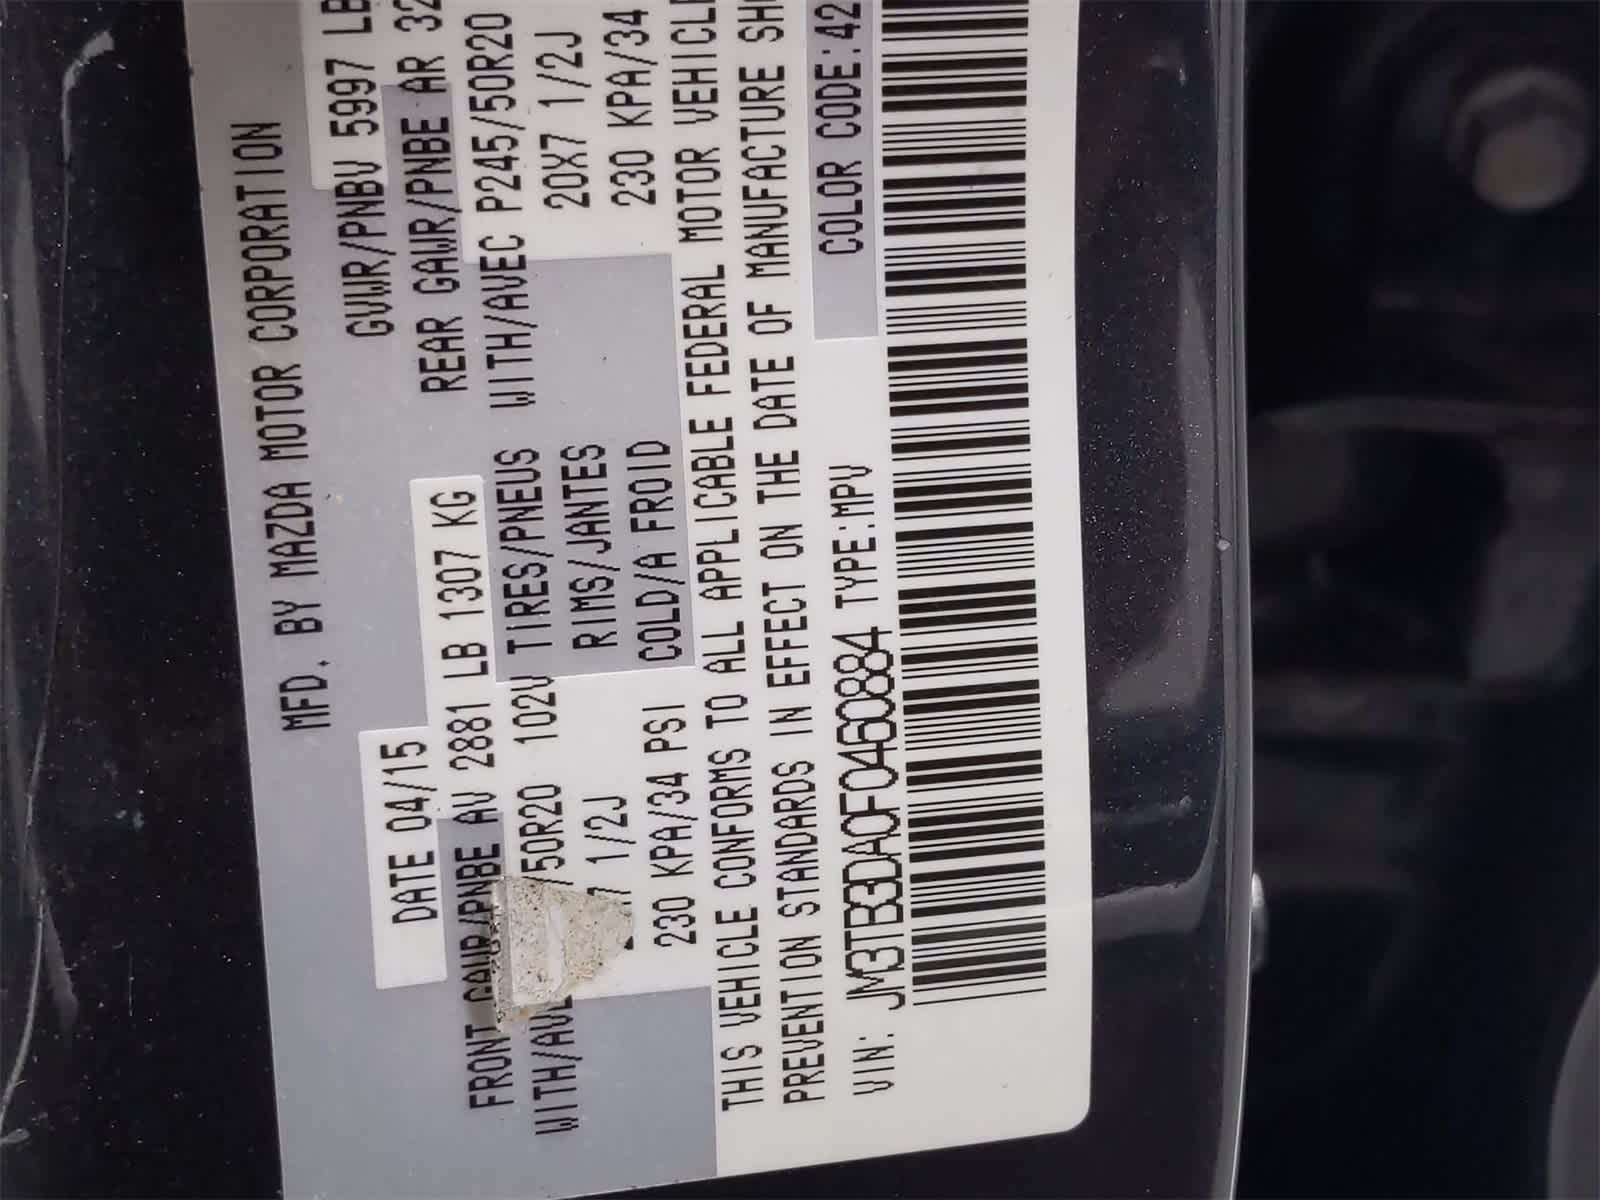 MFD. BY MAZDA MOTOR CORPORATION
DATE 04/15 GVWR/PNBV 5997 LB
FRONT GAWR/PNBE AV 2881 LB 1307 KG REAR GAWR/PNBE AR 32
50R20 102V TIRES/PNEUS WITH/AVEC P245/50R20
1/2J RIMS/JANTES 20X7 1/2J
230 KPA/34 PSI COLD/A FROID 230 KPA/34
THIS VEHICLE CONFORMS TO ALL APPLICABLE FEDERAL MOTOR VEHICLE
PREVENTION STANDARDS IN EFFECT ON THE DATE OF MANUFACTURE SH
VIN: JM3TB3DA0F0460884 TYPE:MPV COLOR CODE:42